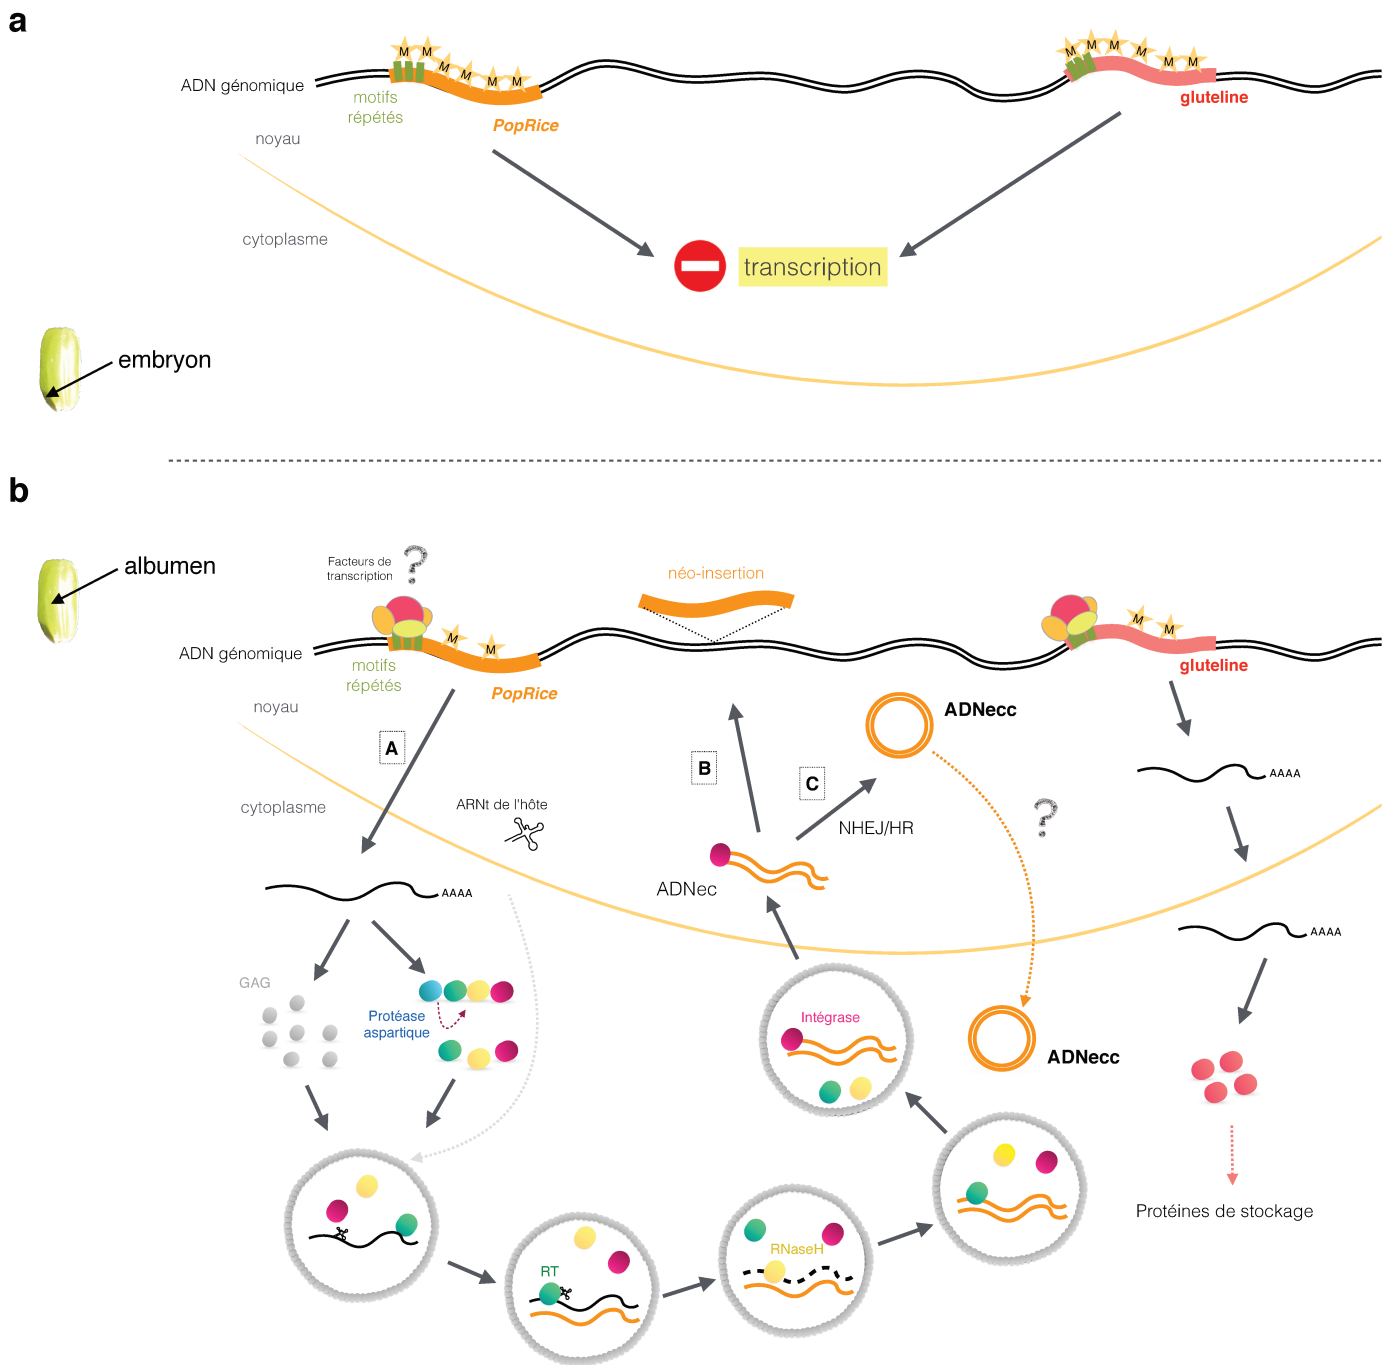 a
M M M M M M
M M M M M M
ADN génomique
motifs
répétés
PopRice
gluteline
noyau
cytoplasme
transcription
embryon
b
albumen
Facteurs de
transcription
?
néo-insertion
M M
M M
ADN génomique
motifs
répétés
PopRice
gluteline
noyau
A
ADNecc
B
C
cytoplasme
ARNt de l'hôte
NHEJ/HR
?
AAAA
ADNec
AAAA
AAAA
GAG
Protéase
aspartique
Intégrase
ADNecc
Protéines de stockage
RT
RNaseH